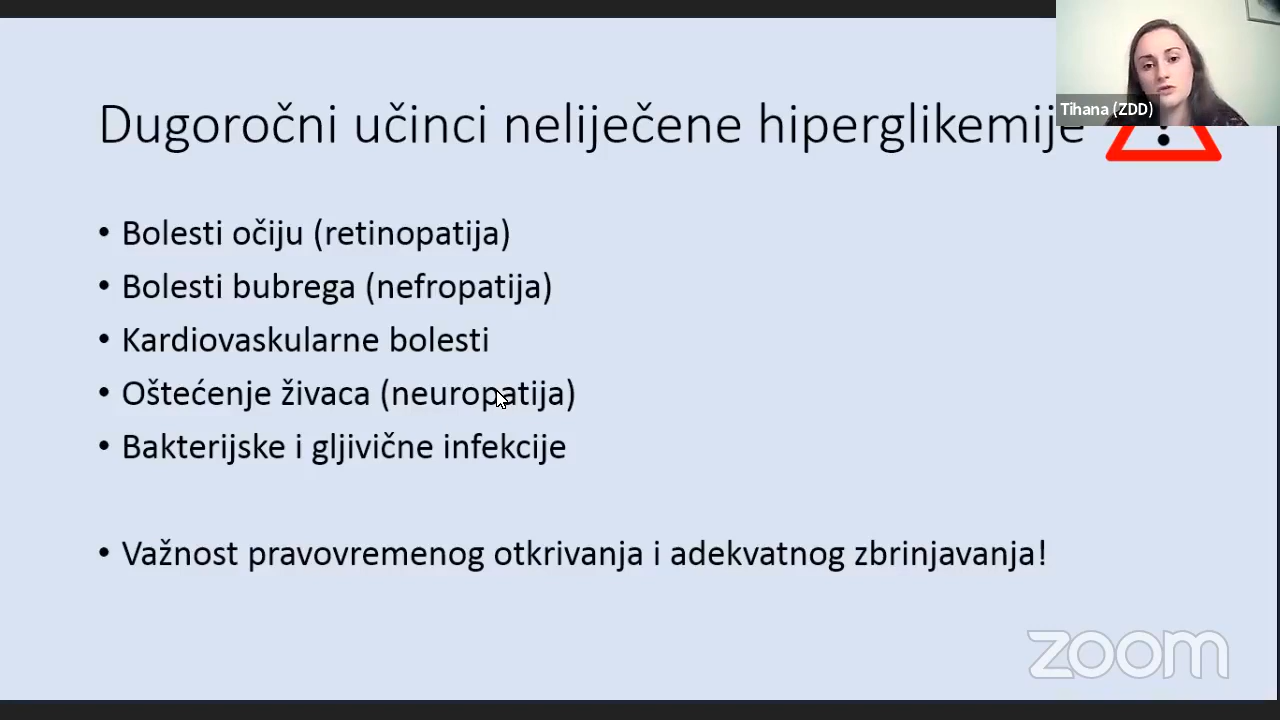 Dugoročni učinci neliječene hiperglikemije
Tihana (ZDD)
• Bolesti očiju (retinopatija)
• Bolesti bubrega (nefropatija)
• Kardiovaskularne bolesti
• Oštećenje živaca (neuropatija)
• Bakterijske i gljivične infekcije
• Važnost pravovremenog otkrivanja i adekvatnog zbrinjavanja!
zoom